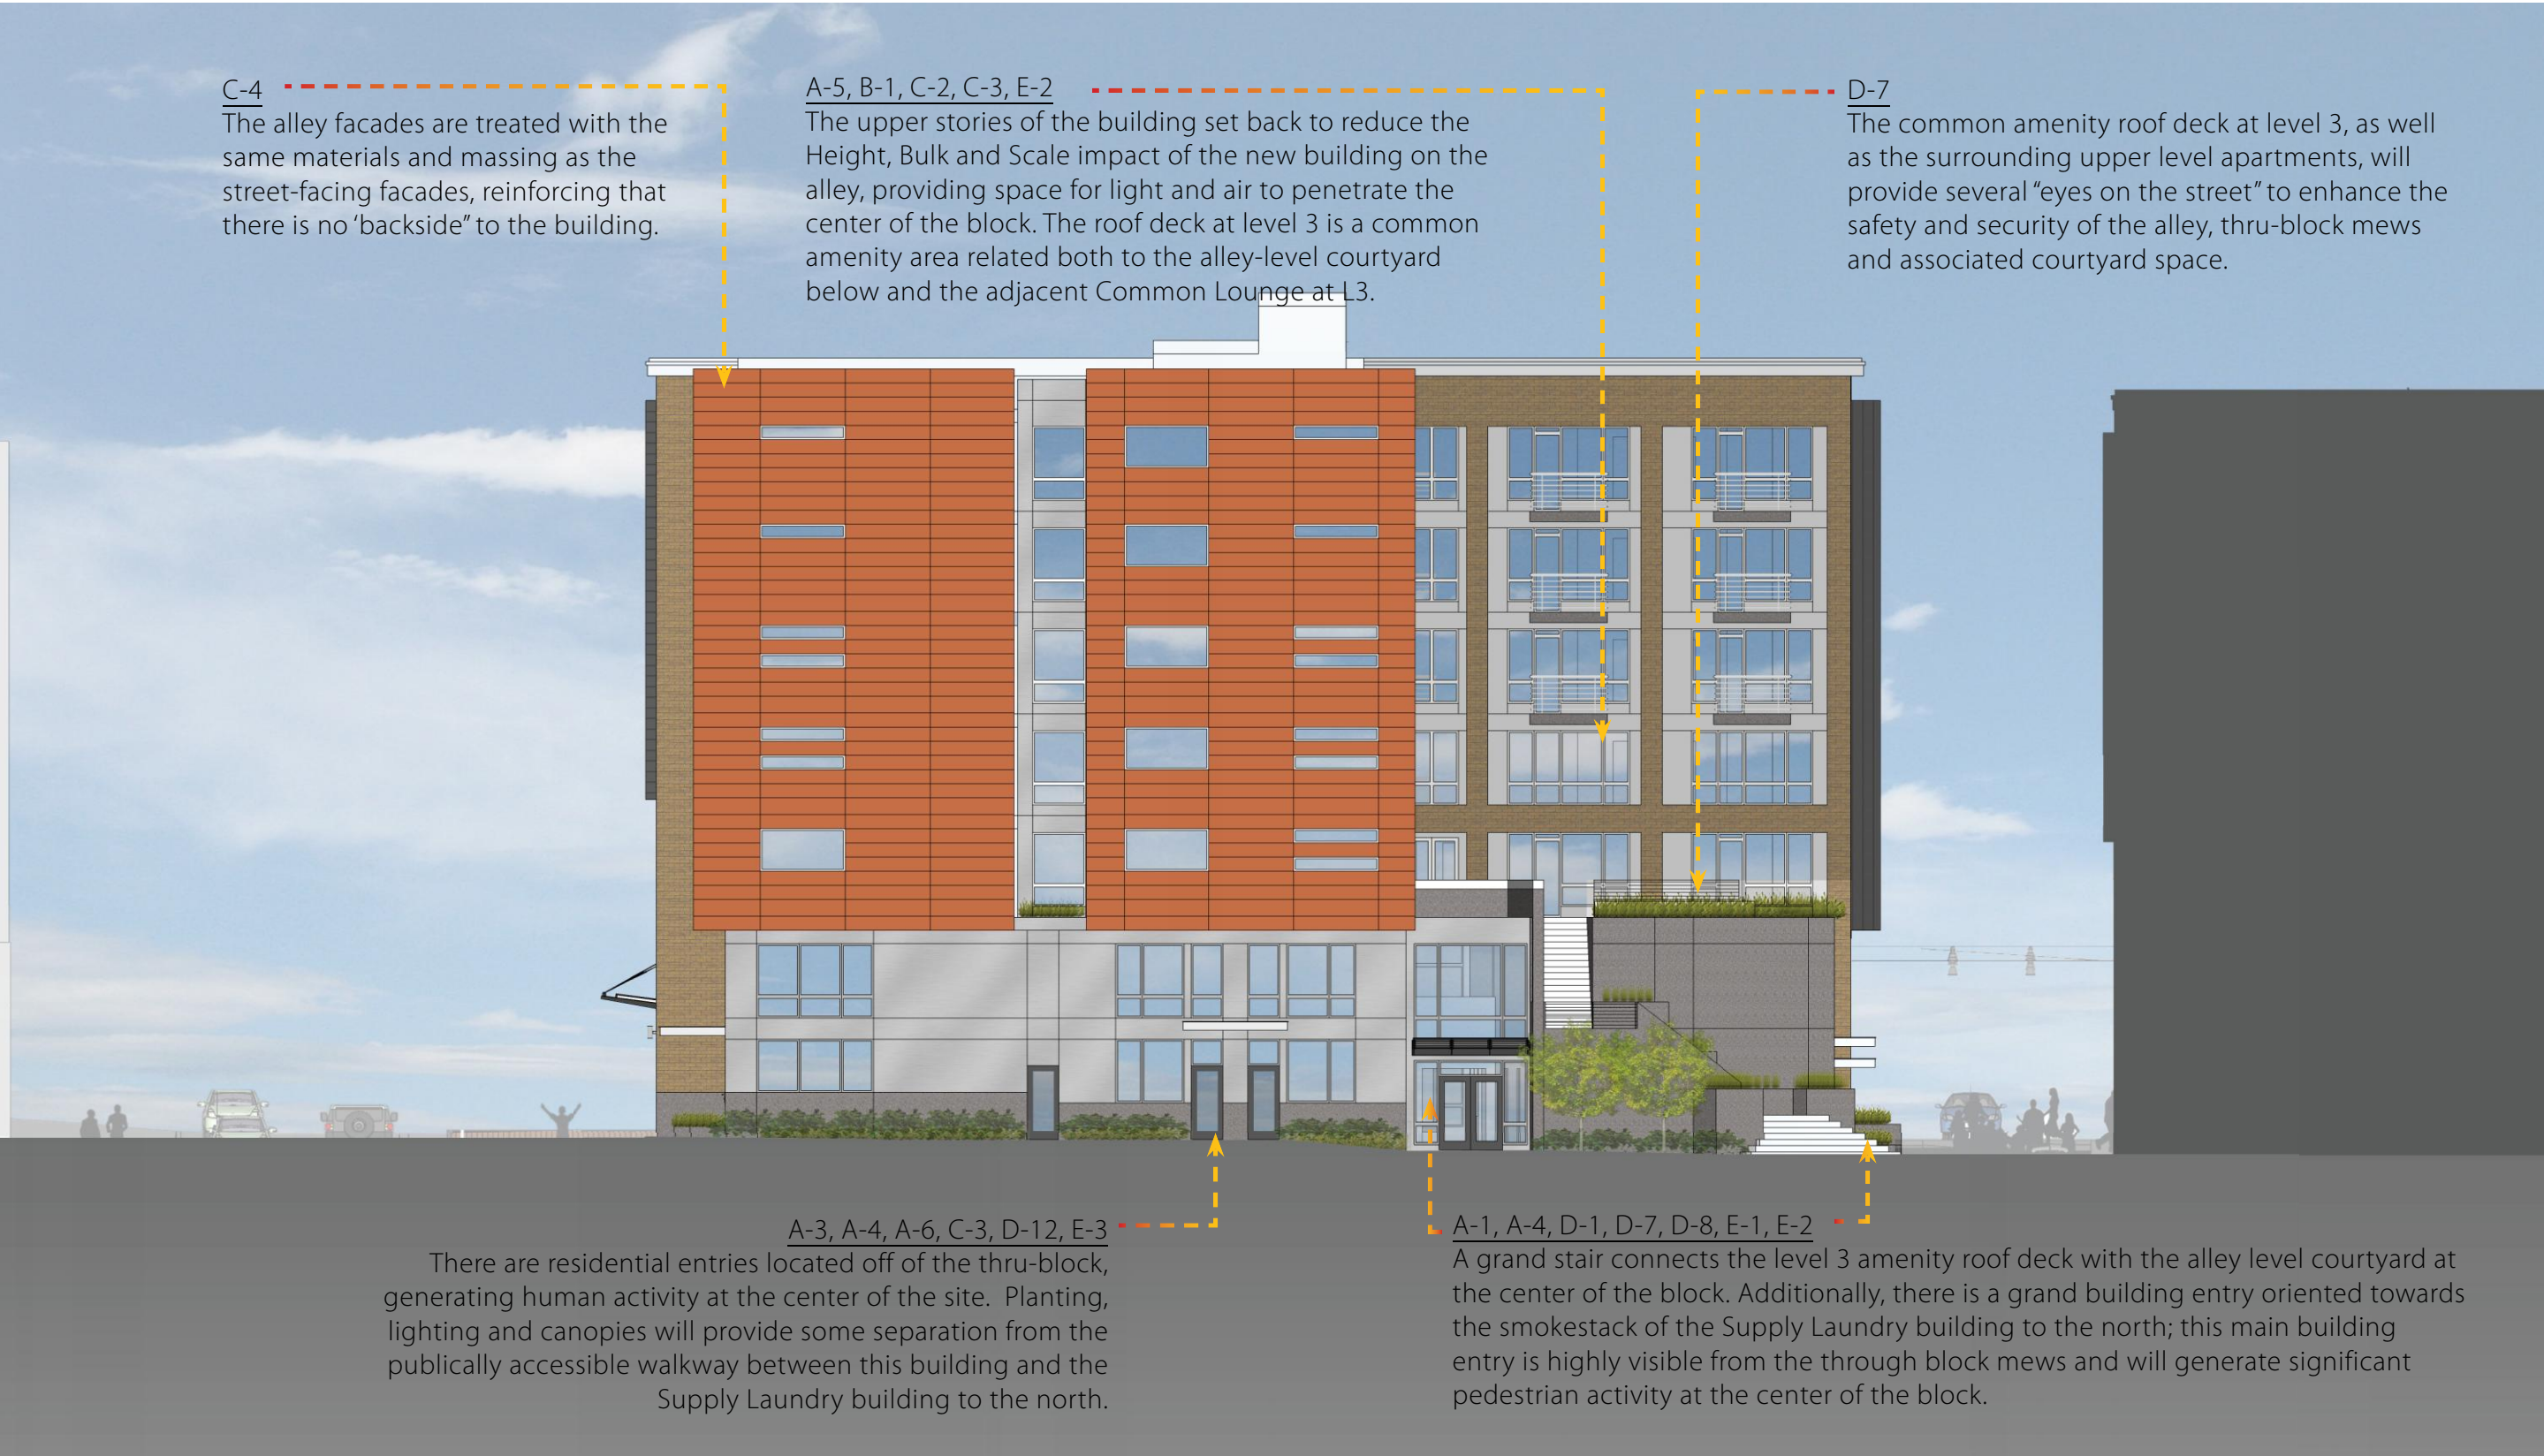 C-4
The alley facades are treated with the
same materials and massing as the
street-facing facades, reinforcing that
there is no ‘backside” to the building.
A-5, B-1, C-2, C-3, E-2
The upper stories of the building set back to reduce the
Height, Bulk and Scale impact of the new building on the
alley, providing space for light and air to penetrate the
center of the block. The roof deck at level 3 is a common
amenity area related both to the alley-level courtyard
below and the adjacent Common Lounge at L3.
D-7
The common amenity roof deck at level 3, as well
as the surrounding upper level apartments, will
provide several “eyes on the street” to enhance the
safety and security of the alley, thru-block mews
and associated courtyard space.
A-3, A-4, A-6, C-3, D-12, E-3
There are residential entries located off of the thru-block,
generating human activity at the center of the site.  Planting,
lighting and canopies will provide some separation from the
publically accessible walkway between this building and the
Supply Laundry building to the north.
A-1, A-4, D-1, D-7, D-8, E-1, E-2
A grand stair connects the level 3 amenity roof deck with the alley level courtyard at
the center of the block. Additionally, there is a grand building entry oriented towards
the smokestack of the Supply Laundry building to the north; this main building
entry is highly visible from the through block mews and will generate significant
pedestrian activity at the center of the block.